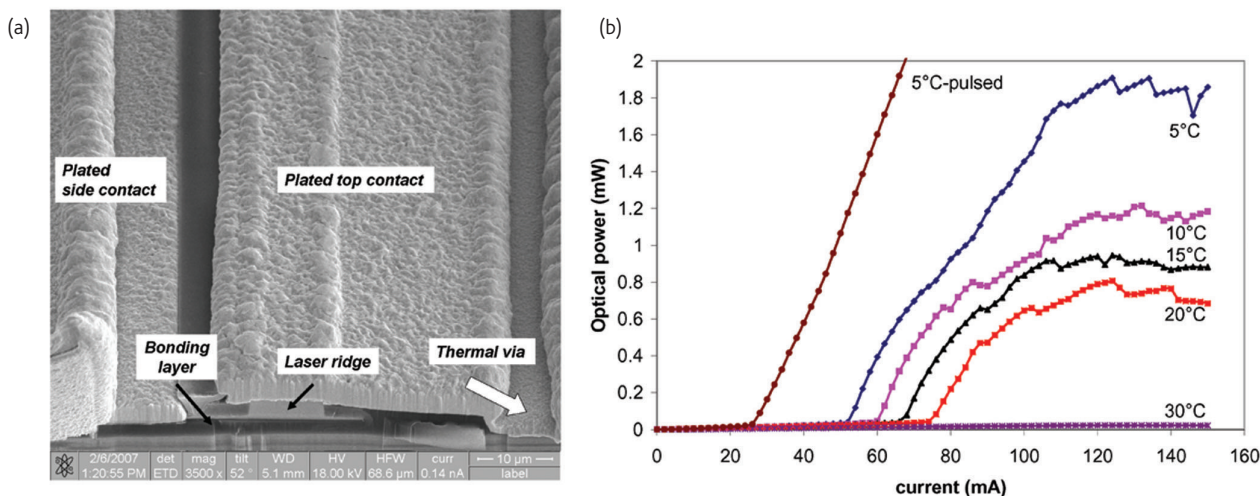 (a)
Plated
side contact
Plated top contact
Bonding
layer
Laser ridge
Thermal via
2/6/2007
1:20:55 PM
det
ETD
mag
3500 x
tilt
52 °
WD
5.1 mm
HV
18.00 kV
HFW
68.6 µm
curr
0.14 nA
10 µm
label
(b)
Optical power (mW)
2
1.8
1.6
1.4
1.2
1
0.8
0.6
0.4
0.2
0
5°C-pulsed
5°C
10°C
15°C
20°C
30°C
0
20
40
60
80
100
120
140
160
current (mA)